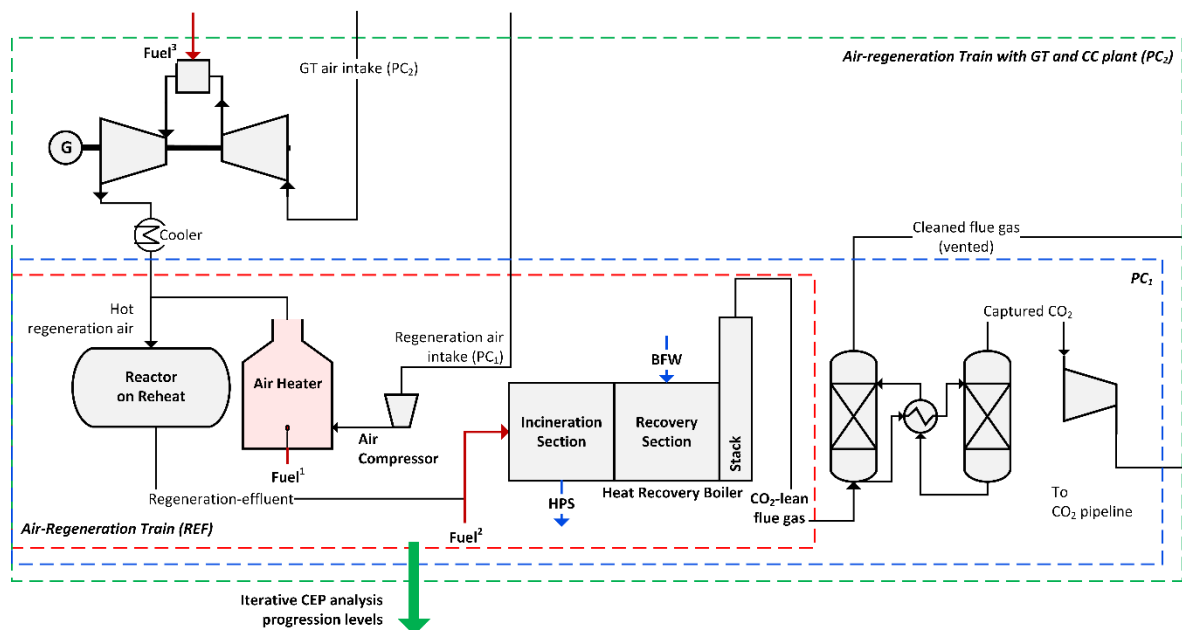 Fuel³
GT air intake (PC₂)
Air-regeneration Train with GT and CC plant (PC₂)
G
Cooler
Cleaned flue gas
(vented)
PC₁
Hot
regeneration air
Regeneration air
intake (PC₁)
Captured CO₂
BFW
Reactor
on Reheat
Air Heater
Incineration
Section
Recovery
Section
Stack
Air
Compressor
Fuel¹
Regeneration-effluent
HPS
Heat Recovery Boiler
CO₂-lean
flue gas
To
CO₂ pipeline
Air-Regeneration Train (REF)
Fuel²
Iterative CEP analysis
progression levels